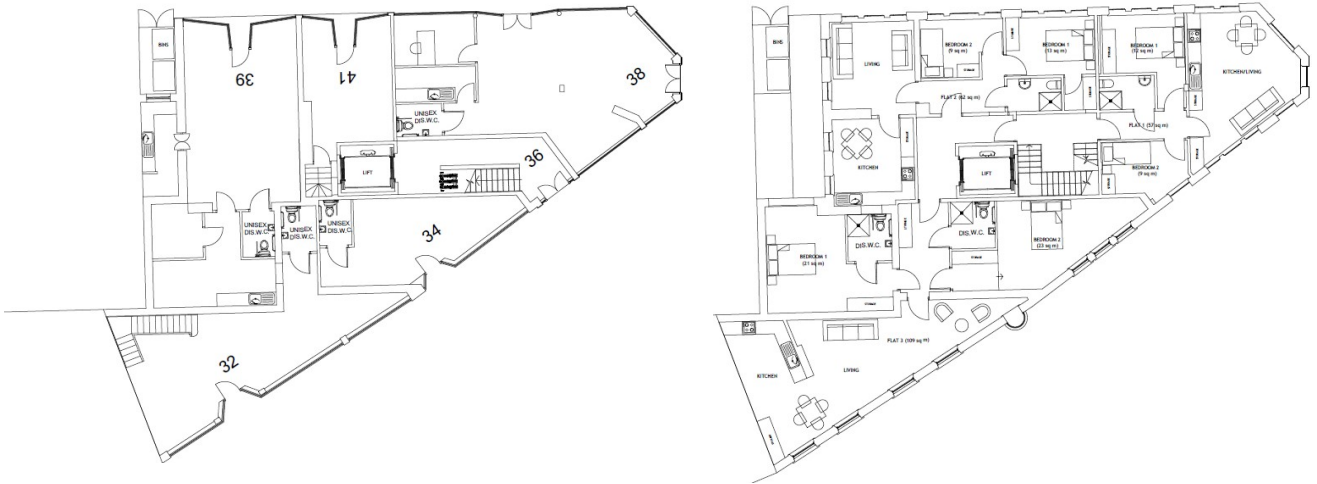 BINS
39
41
38
UNISEX
DIS.W.C.
LIFT
36
UNISEX
DIS.W.C.
UNISEX
DIS.W.C.
UNISEX
DIS.W.C.
34
32
BINS
LIVING
BEDROOM 2
(9 sq m)
BEDROOM 1
(13 sq m)
BEDROOM 1
(12 sq m)
KITCHEN/LIVING
FLAT 2 (62 sq m)
FLAT 1 (57 sq m)
KITCHEN
LIFT
BEDROOM 2
(9 sq m)
DIS.W.C.
DIS.W.C.
BEDROOM 1
(21 sq m)
BEDROOM 2
(23 sq m)
FLAT 3 (109 sq m)
KITCHEN
LIVING